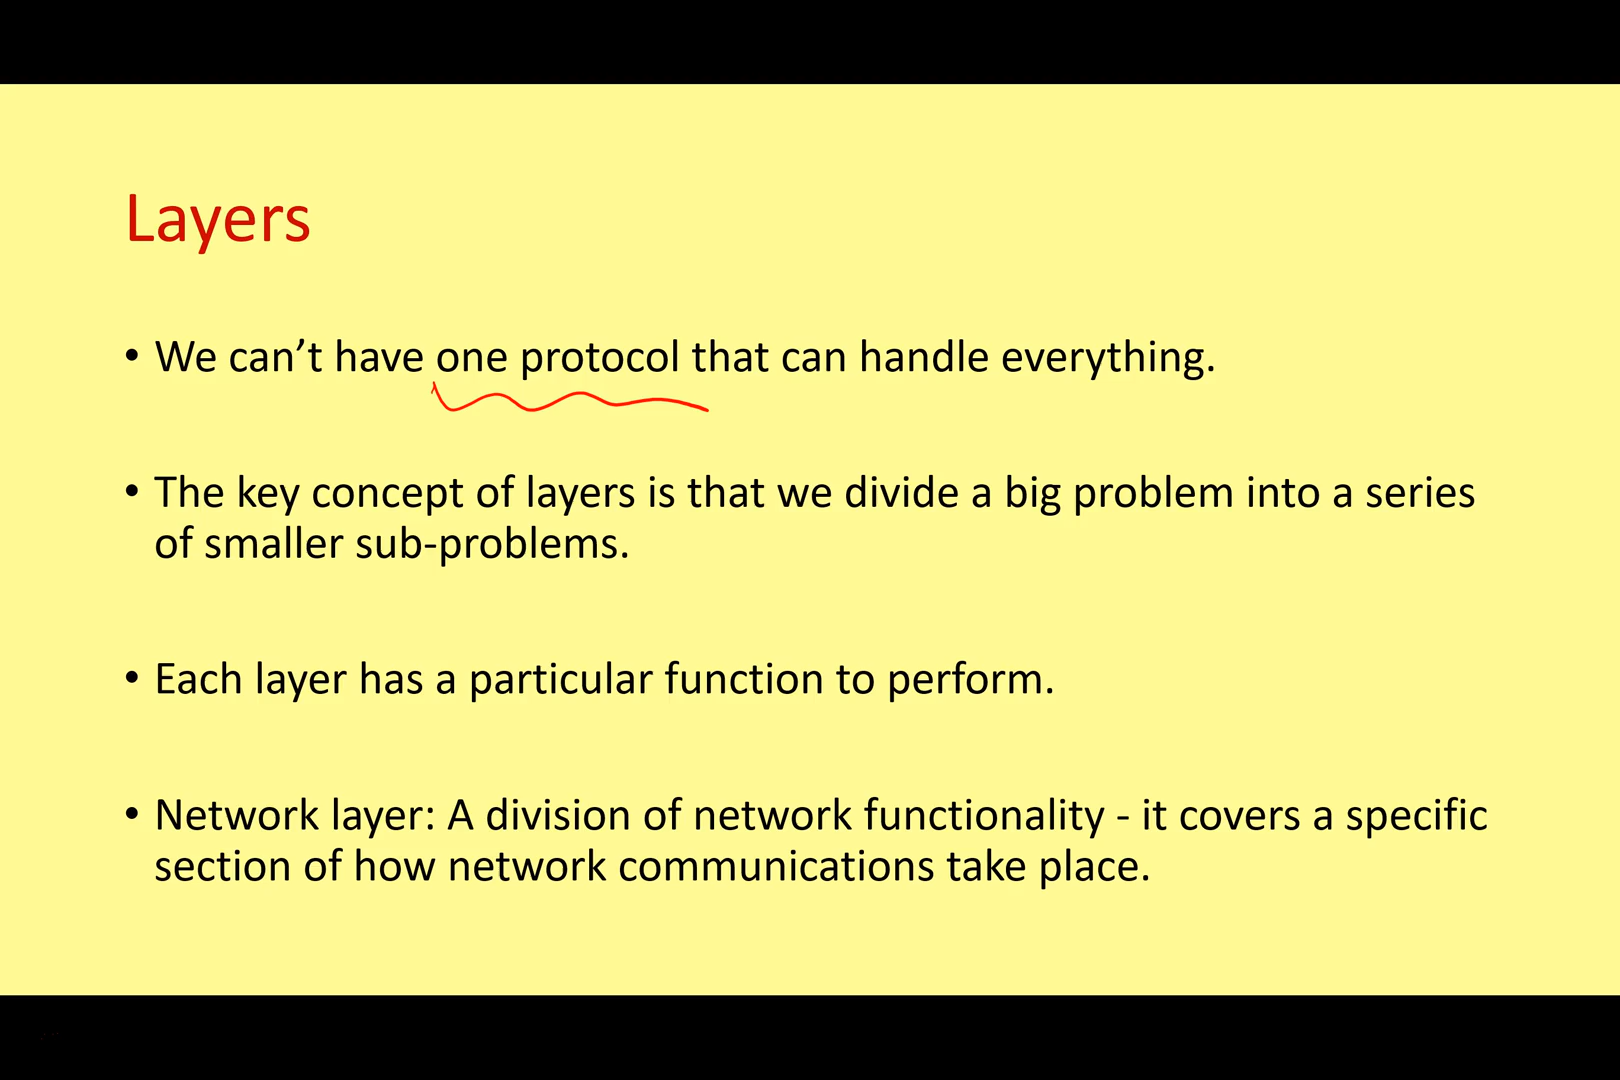 Layers
• We can’t have one protocol that can handle everything.
• The key concept of layers is that we divide a big problem into a series
of smaller sub-problems.
• Each layer has a particular function to perform.
• Network layer: A division of network functionality - it covers a specific
section of how network communications take place.